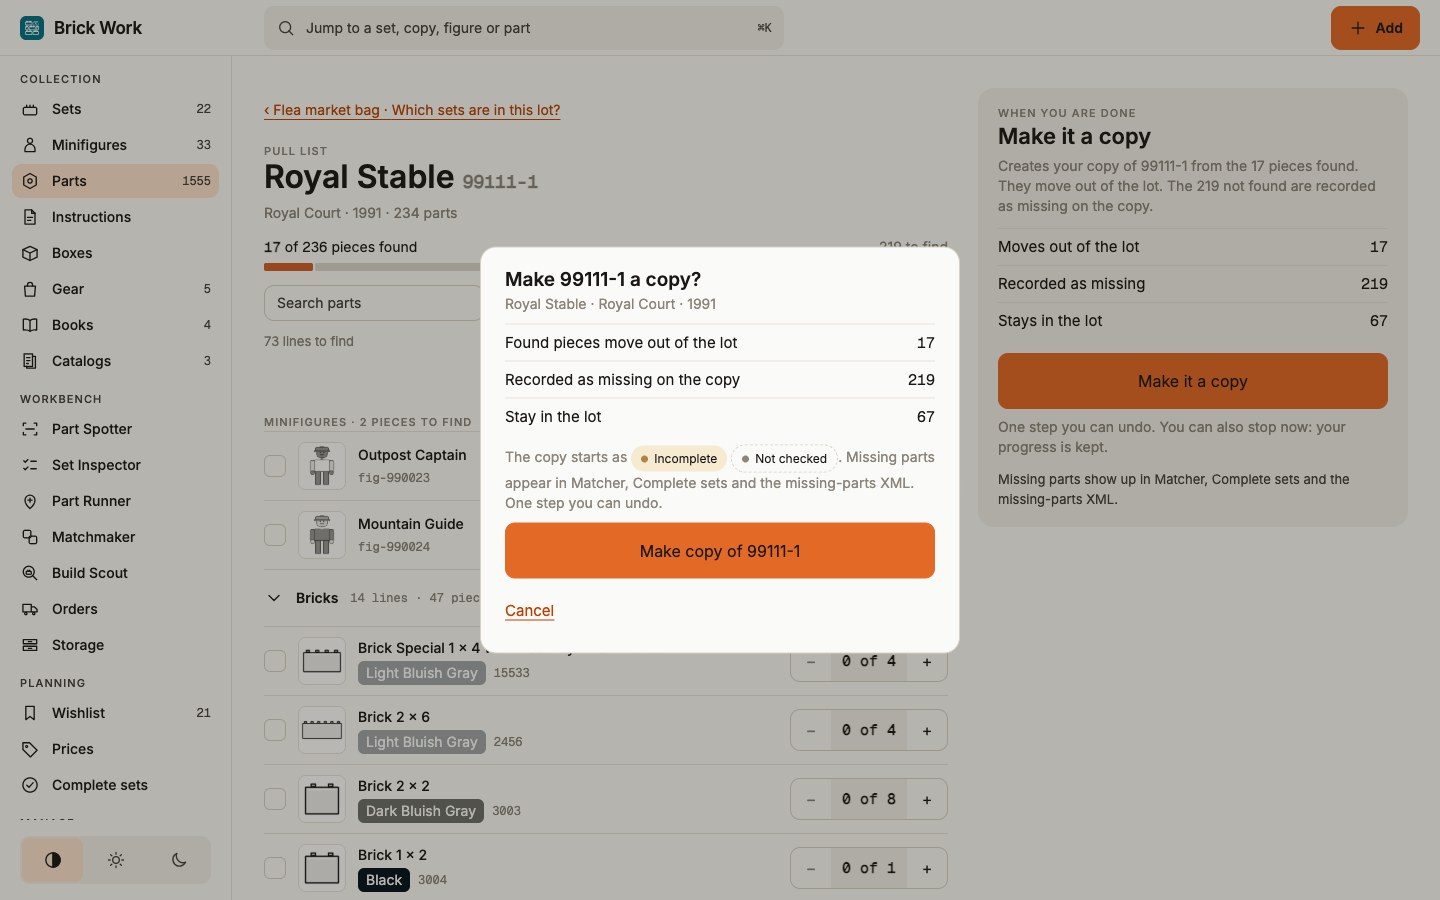 Brick Work
Jump to a set, copy, figure or part
⌘K
Add
COLLECTION
Sets 22
Minifigures 33
Parts 1555
Instructions
Boxes
Gear 5
Books 4
Catalogs 3
WORKBENCH
Part Spotter
Set Inspector
Part Runner
Matchmaker
Build Scout
Orders
Storage
PLANNING
Wishlist 21
Prices
Complete sets
‹ Flea market bag · Which sets are in this lot?
PULL LIST
Royal Stable 99111-1
Royal Court · 1991 · 234 parts
17 of 236 pieces found
219 to find
Search parts
73 lines to find
MINIFIGURES · 2 PIECES TO FIND
Outpost Captain
fig-990023
Mountain Guide
fig-990024
Bricks 14 lines · 47 piec
Brick Special 1 × 4
Light Bluish Gray 15533
0 of 4
Brick 2 × 6
Light Bluish Gray 2456
− 0 of 4 +
Brick 2 × 2
Dark Bluish Gray 3003
− 0 of 8 +
Brick 1 × 2
Black 3004
− 0 of 1 +
Make 99111-1 a copy?
Royal Stable · Royal Court · 1991
Found pieces move out of the lot 17
Recorded as missing on the copy 219
Stay in the lot 67
The copy starts as Incomplete Not checked. Missing parts
appear in Matcher, Complete sets and the missing-parts XML.
One step you can undo.
Make copy of 99111-1
Cancel
WHEN YOU ARE DONE
Make it a copy
Creates your copy of 99111-1 from the 17 pieces found.
They move out of the lot. The 219 not found are recorded
as missing on the copy.
Moves out of the lot 17
Recorded as missing 219
Stays in the lot 67
Make it a copy
One step you can undo. You can also stop now: your
progress is kept.
Missing parts show up in Matcher, Complete sets and the
missing-parts XML.